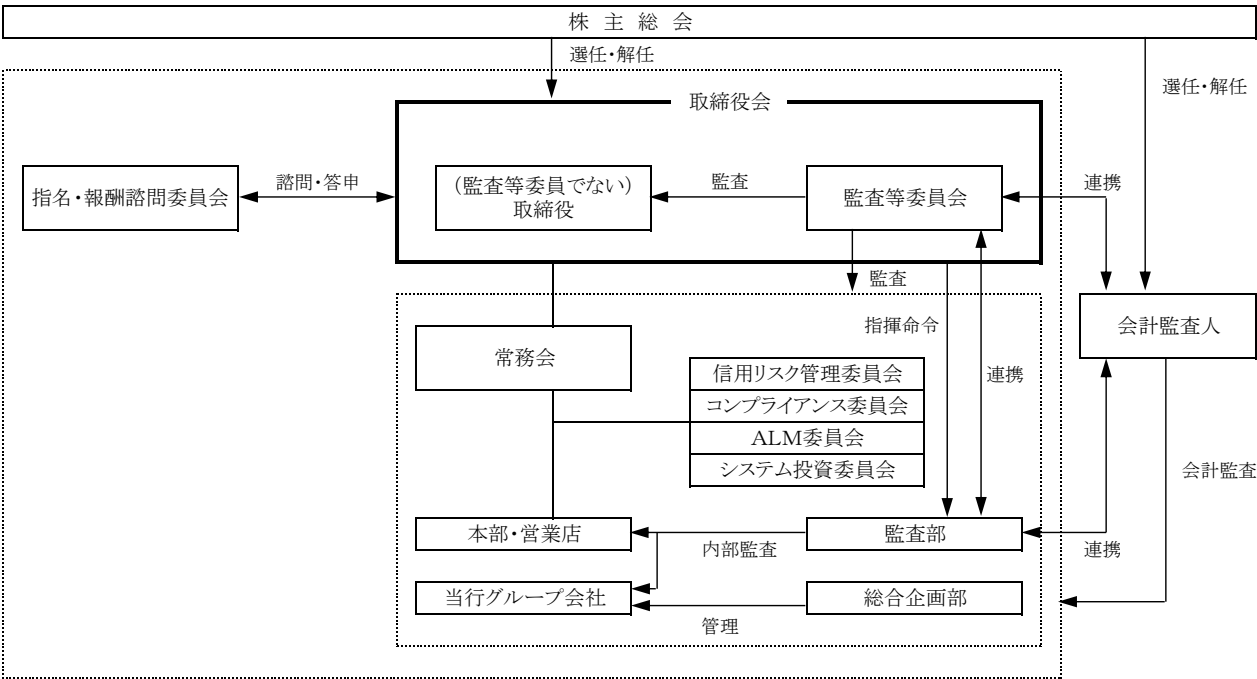 株 主 総 会
選任・解任
選任・解任
取締役会
指名・報酬諮問委員会
諮問・答申
（監査等委員でない）
取締役
監査
監査等委員会
連携
監査
指揮命令
連携
会計監査人
常務会
信用リスク管理委員会
コンプライアンス委員会
ALM委員会
システム投資委員会
会計監査
本部・営業店
内部監査
監査部
連携
当行グループ会社
管理
総合企画部